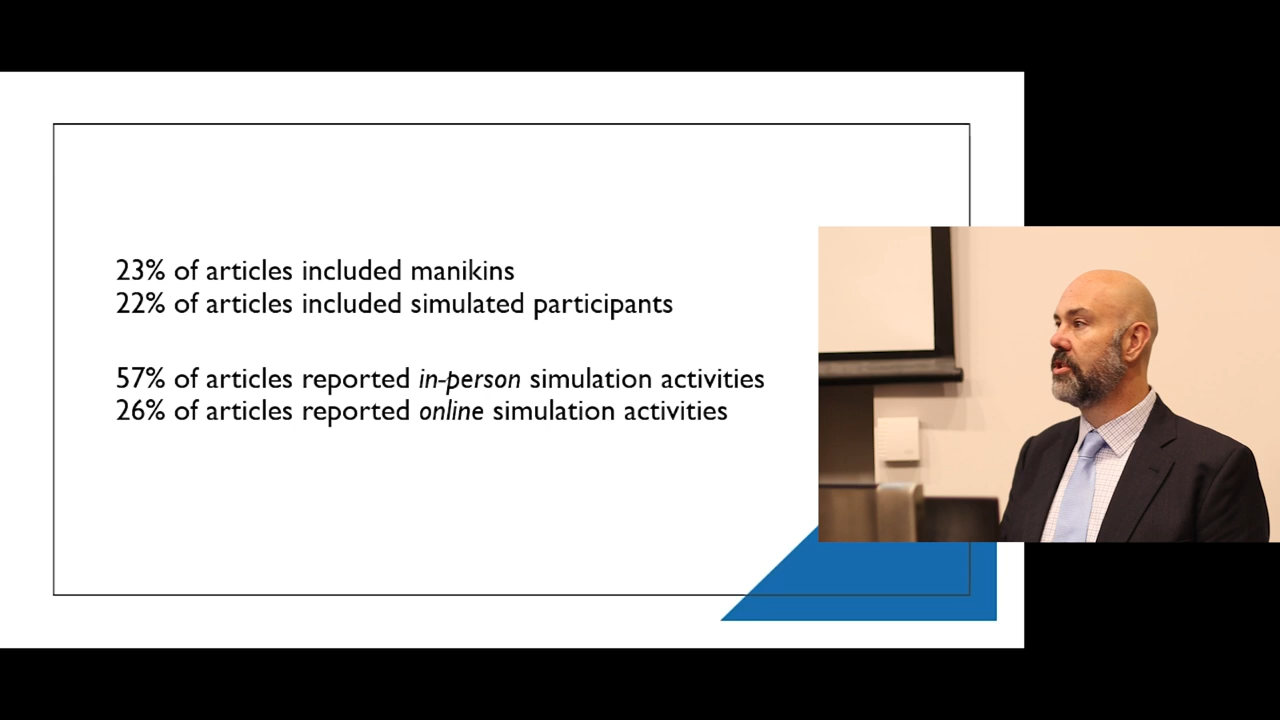 23% of articles included manikins
22% of articles included simulated participants
57% of articles reported in-person simulation activities
26% of articles reported online simulation activities